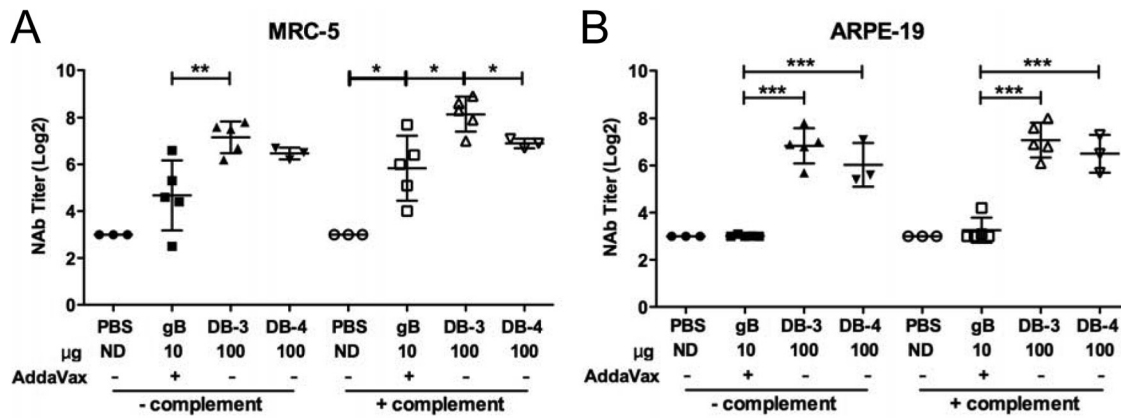 A
MRC-5
** * * *
10
8
6
4
2
0
NAb Titer (Log2)
PBS gB DB-3 DB-4 PBS gB DB-3 DB-4
µg ND 10 100 100 ND 10 100 100
AddaVax - + - - - + - -
- complement + complement
B
ARPE-19
*** ***
*** ***
10
8
6
4
2
0
NAb Titer (Log2)
PBS gB DB-3 DB-4 PBS gB DB-3 DB-4
µg ND 10 100 100 ND 10 100 100
AddaVax - + - - - + - -
- complement + complement